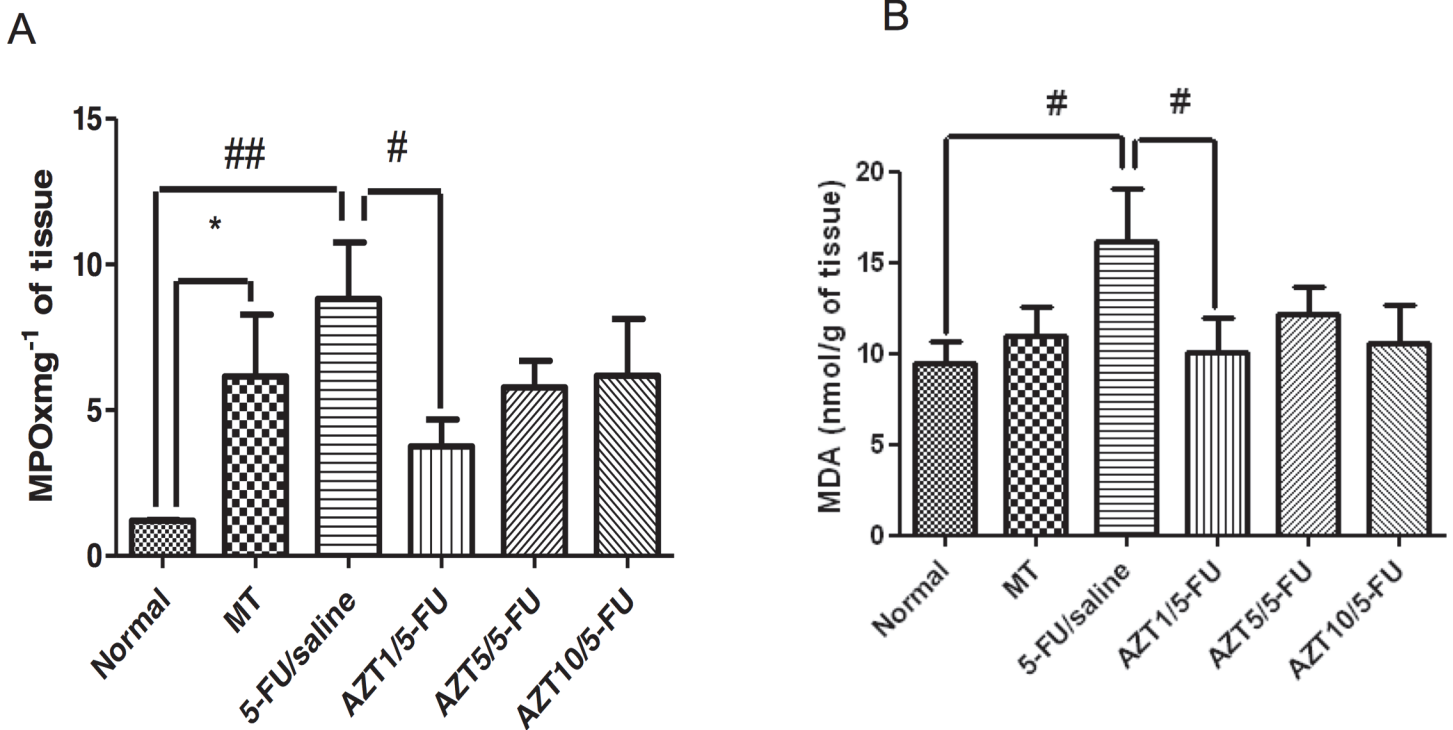 A
B
MPOxmg⁻¹ of tissue
15
10
5
0
##
#
*
Normal
MT
5-FU/saline
AZT1/5-FU
AZT5/5-FU
AZT10/5-FU
MDA (nmol/g of tissue)
20
15
10
5
0
#
#
Normal
MT
5-FU/saline
AZT1/5-FU
AZT5/5-FU
AZT10/5-FU